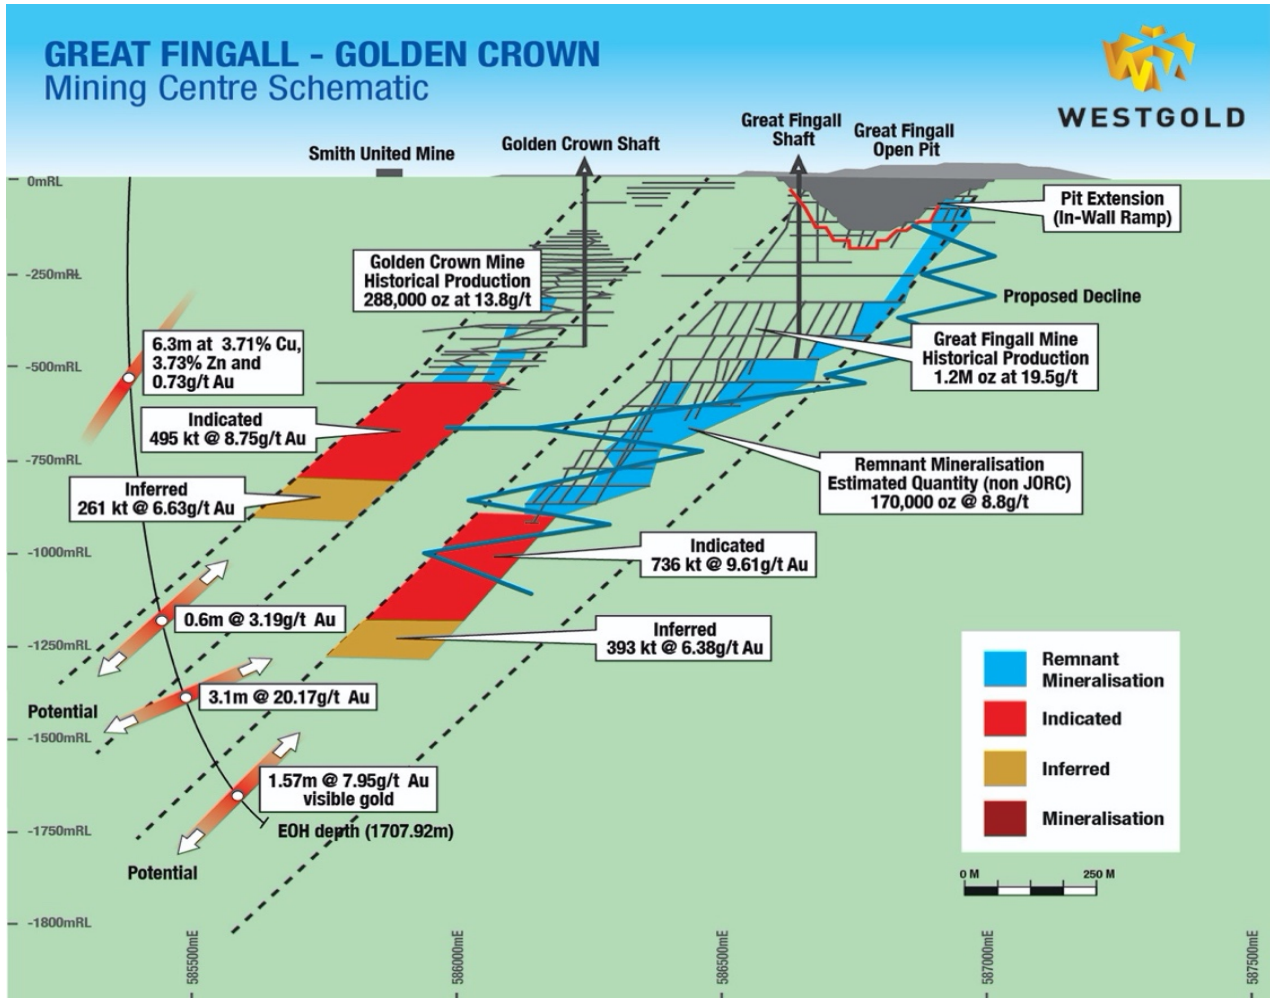 GREAT FINGALL - GOLDEN CROWN
Mining Centre Schematic
WESTGOLD
Smith United Mine
Golden Crown Shaft
Great Fingall
Shaft
Great Fingall
Open Pit
0mRL
-250mRL
-500mRL
-750mRL
-1000mRL
-1250mRL
-1500mRL
-1750mRL
-1800mRL
Pit Extension
(In-Wall Ramp)
Golden Crown Mine
Historical Production
288,000 oz at 13.8g/t
Proposed Decline
6.3m at 3.71% Cu,
3.73% Zn and
0.73g/t Au
Great Fingall Mine
Historical Production
1.2M oz at 19.5g/t
Indicated
495 kt @ 8.75g/t Au
Inferred
261 kt @ 6.63g/t Au
Remnant Mineralisation
Estimated Quantity (non JORC)
170,000 oz @ 8.8g/t
Indicated
736 kt @ 9.61g/t Au
0.6m @ 3.19g/t Au
Inferred
393 kt @ 6.38g/t Au
3.1m @ 20.17g/t Au
Potential
1.57m @ 7.95g/t Au
visible gold
EOH depth (1707.92m)
Potential
Remnant
Mineralisation
Indicated
Inferred
Mineralisation
0 M 250 M
585500mE
586000mE
586500mE
587000mE
587500mE